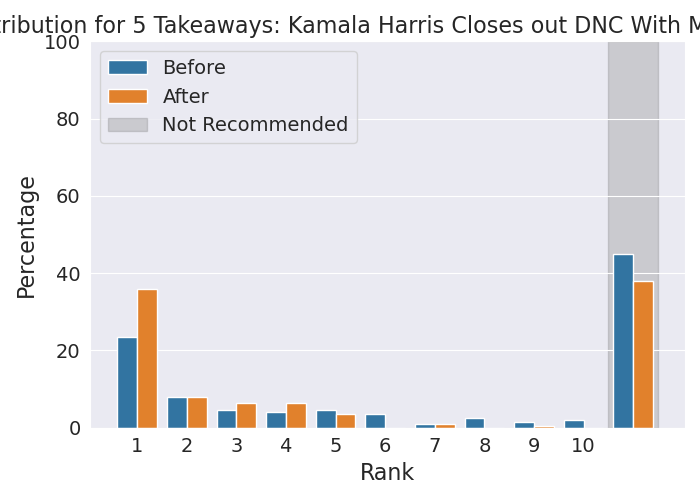 for 5 Takeaways: Kamala Harris Closes out DNC With
Before
After
Not Recommended
100
80
60
40
20
0
Percentage
1 2 3 4 5 6 7 8 9 10
Rank